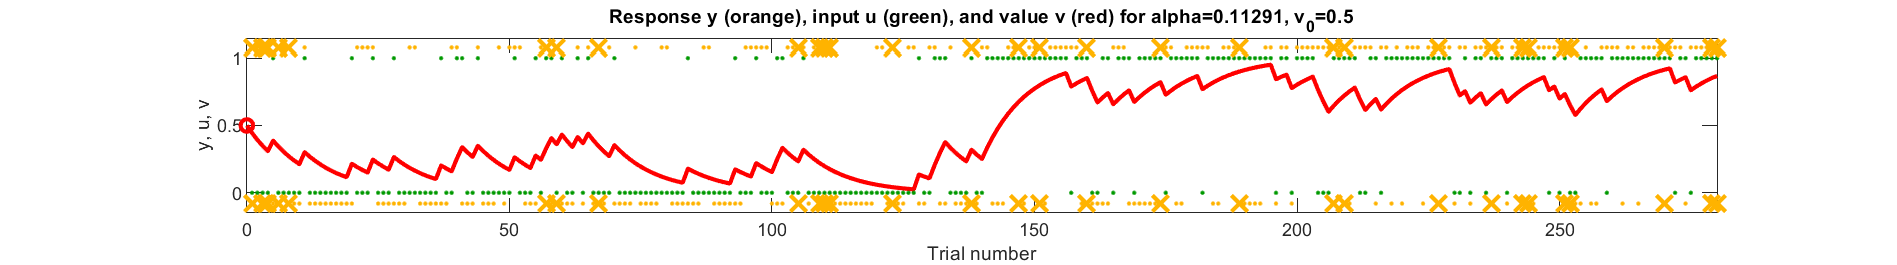 Response y (orange), input u (green), and value v (red) for alpha=0.11291, v0=0.5
y, u, v
1
0.5
0
0 50 100 150 200 250
Trial number